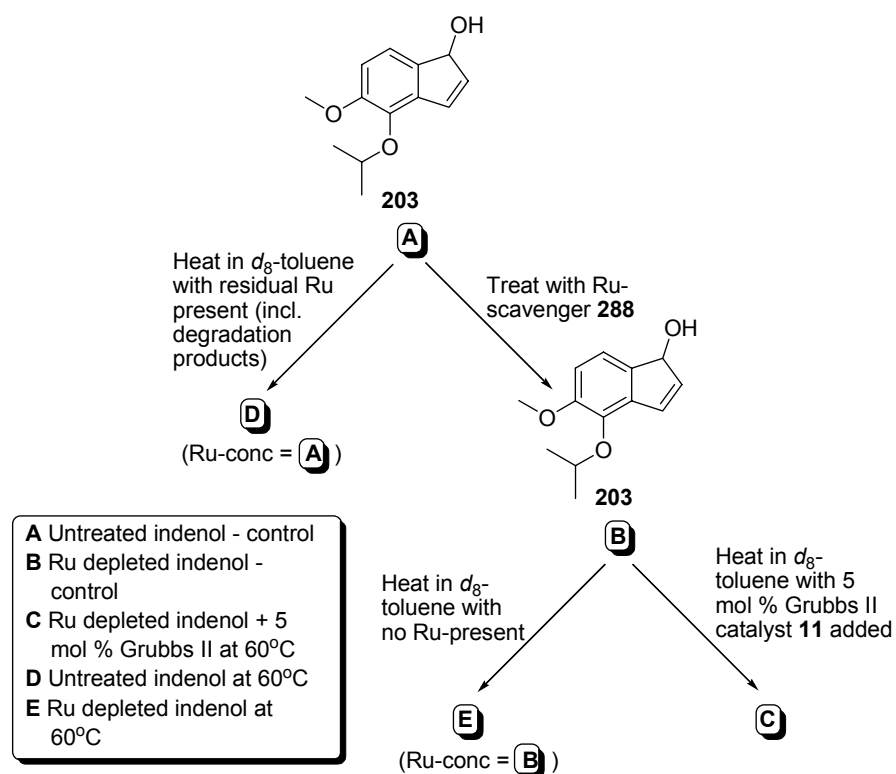 OH
O
O
203
A
Heat in d8-toluene
with residual Ru
present (incl.
degradation
products)
Treat with Ru-
scavenger 288
OH
O
O
203
D
(Ru-conc = A )
B
A Untreated indenol - control
B Ru depleted indenol -
control
C Ru depleted indenol + 5
mol % Grubbs II at 60°C
D Untreated indenol at 60°C
E Ru depleted indenol at
60°C
Heat in d8-
toluene with
no Ru-present
Heat in d8-
toluene with 5
mol % Grubbs II
catalyst 11 added
E
(Ru-conc = B )
C